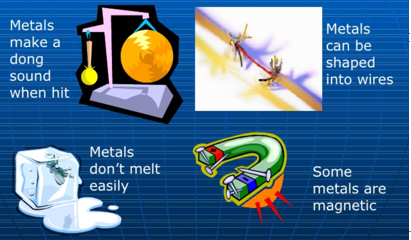 Metals
make a
dong
sound
when hit
Metals
can be
shaped
into wires
Metals
don't melt
easily
Some
metals are
magnetic